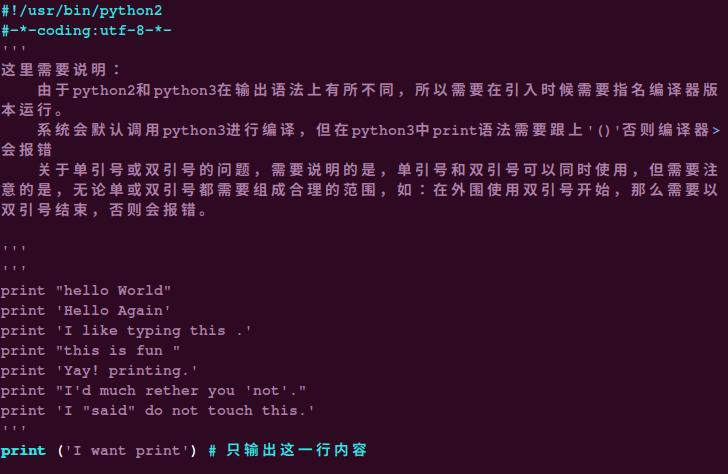 #!/usr/bin/python2
#-*-coding:utf-8-*-
'''
这里需要说明：
由于python2和python3在输出语法上有所不同，所以需要在引入时候需要指名编译器版
本运行。
系统会默认调用python3进行编译，但在python3中print语法需要跟上'()'否则编译器>
会报错
关于单引号或双引号的问题，需要说明的是，单引号和双引号可以同时使用，但需要注
意的是，无论单或双引号都需要组成合理的范围，如：在外围使用双引号开始，那么需要以
双引号结束，否则会报错。
'''
'''
print "hello World"
print 'Hello Again'
print 'I like typing this .'
print "this is fun "
print 'Yay! printing.'
print "I'd much rether you 'not'."
print 'I "said" do not touch this.'
'''
print ('I want print') # 只输出这一行内容